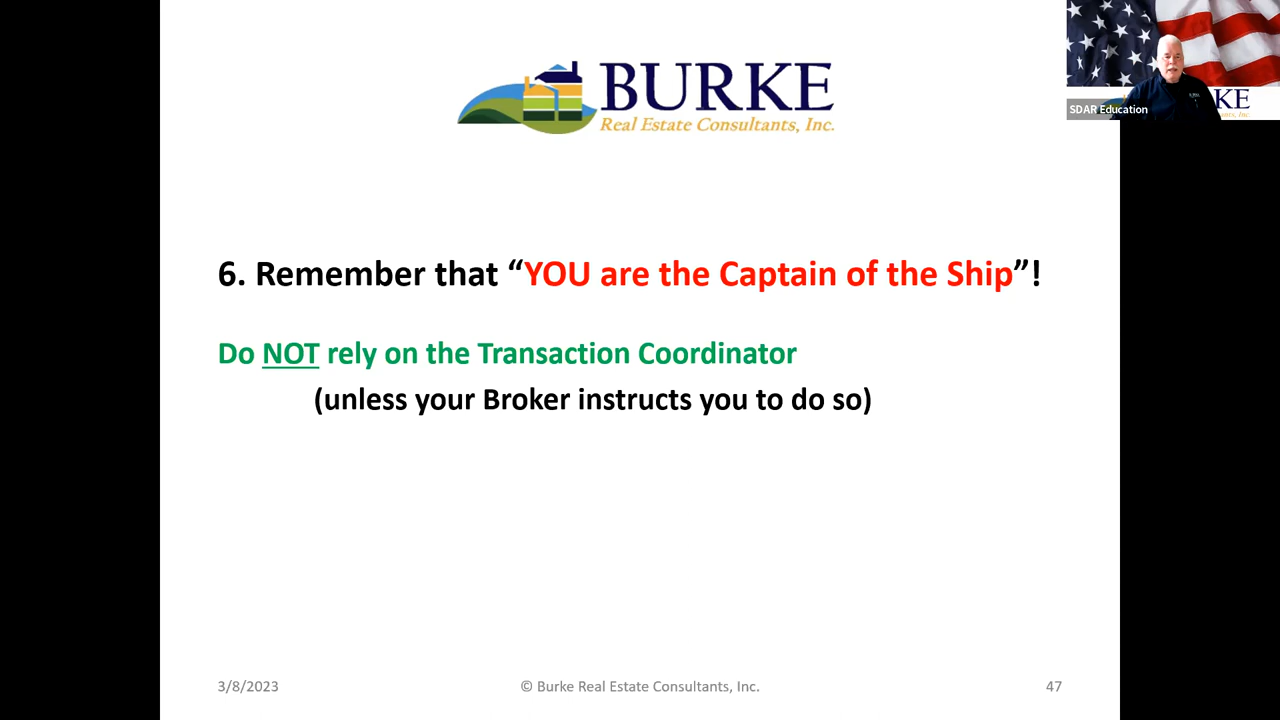 BURKE
Real Estate Consultants, Inc.
SDAR Education
KE
6. Remember that “YOU are the Captain of the Ship”!
Do NOT rely on the Transaction Coordinator
(unless your Broker instructs you to do so)
3/8/2023
© Burke Real Estate Consultants, Inc.
47